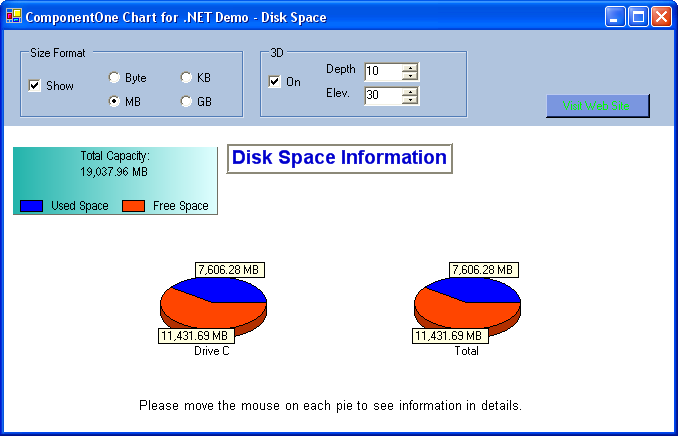 ComponentOne Chart for .NET Demo - Disk Space
Size Format
Show
Byte
KB
MB
GB
3D
On
Depth
10
Elev.
30
Total Capacity:
19,037.96 MB
Used Space
Free Space
Disk Space Information
7,606.28 MB
11,431.69 MB
Drive C
7,606.28 MB
11,431.69 MB
Total
Please move the mouse on each pie to see information in details.